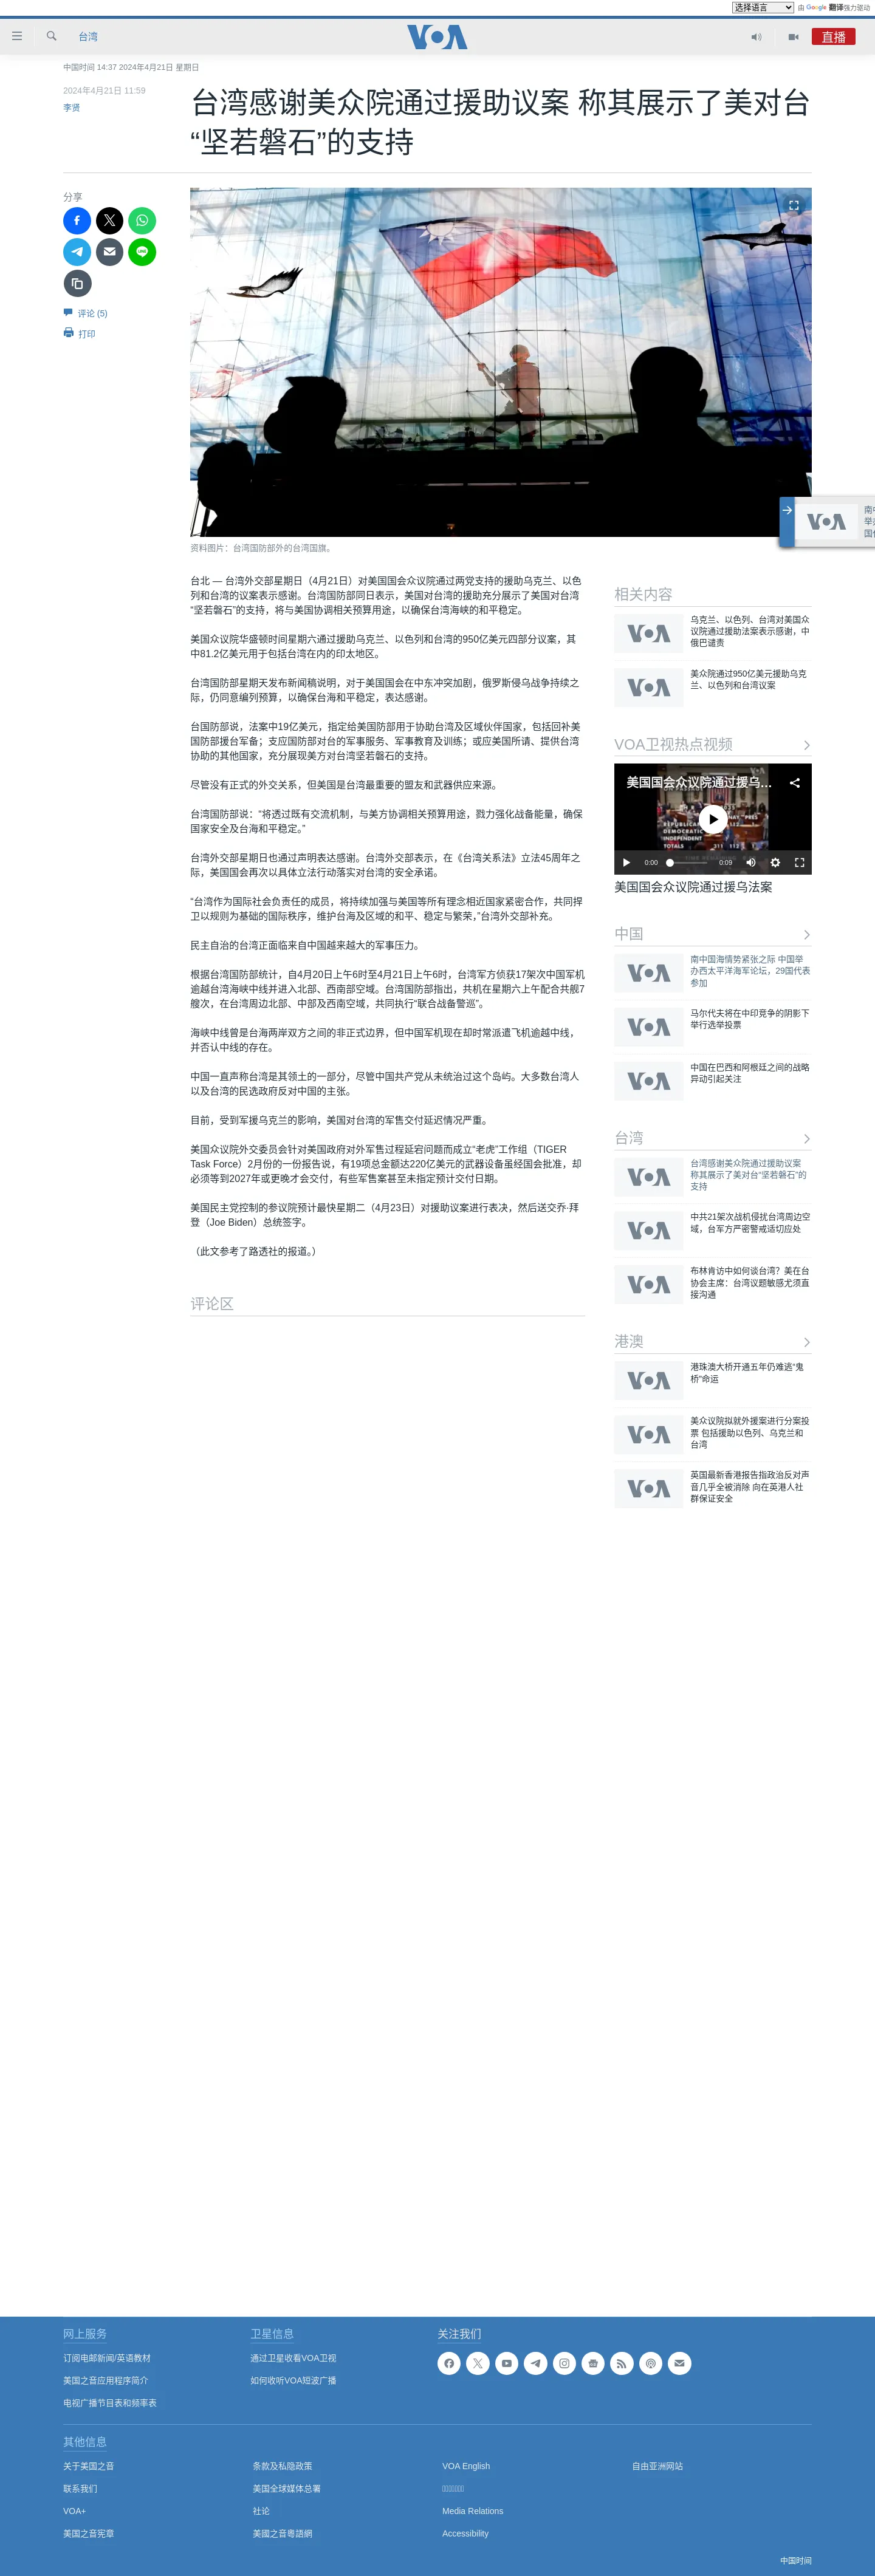 选择语言 由 Google 翻译强力驱动
台湾 VOA 直播
中国时间 14:37 2024年4月21日 星期日
2024年4月21日 11:59
李贤
台湾感谢美众院通过援助议案 称其展示了美对台
“坚若磐石”的支持
分享
评论 (5)
打印
资料图片：台湾国防部外的台湾国旗。
台北 — 台湾外交部星期日（4月21日）对美国国会众议院通过两党支持的援助乌克兰、以色
列和台湾的议案表示感谢。台湾国防部同日表示，美国对台湾的援助充分展示了美国对台湾
“坚若磐石”的支持，将与美国协调相关预算用途，以确保台湾海峡的和平稳定。
美国众议院华盛顿时间星期六通过援助乌克兰、以色列和台湾的950亿美元四部分议案，其
中81.2亿美元用于包括台湾在内的印太地区。
台湾国防部星期天发布新闻稿说明，对于美国国会在中东冲突加剧，俄罗斯侵乌战争持续之
际，仍同意编列预算，以确保台海和平稳定，表达感谢。
台国防部说，法案中19亿美元，指定给美国防部用于协助台湾及区域伙伴国家，包括回补美
国防部援台军备；支应国防部对台的军事服务、军事教育及训练；或应美国所请、提供台湾
协助的其他国家，充分展现美方对台湾坚若磐石的支持。
尽管没有正式的外交关系，但美国是台湾最重要的盟友和武器供应来源。
台湾国防部说：“将透过既有交流机制，与美方协调相关预算用途，戮力强化战备能量，确保
国家安全及台海和平稳定。”
台湾外交部星期日也通过声明表达感谢。台湾外交部表示，在《台湾关系法》立法45周年之
际，美国国会再次以具体立法行动落实对台湾的安全承诺。
“台湾作为国际社会负责任的成员，将持续加强与美国等所有理念相近国家紧密合作，共同捍
卫以规则为基础的国际秩序，维护台海及区域的和平、稳定与繁荣，”台湾外交部补充。
民主自治的台湾正面临来自中国越来越大的军事压力。
根据台湾国防部统计，自4月20日上午6时至4月21日上午6时，台湾军方侦获17架次中国军机
逾越台湾海峡中线并进入北部、西南部空域。台湾国防部指出，共机在星期六上午配合共舰7
艘次，在台湾周边北部、中部及西南空域，共同执行“联合战备警巡”。
海峡中线曾是台海两岸双方之间的非正式边界，但中国军机现在却时常派遣飞机逾越中线，
并否认中线的存在。
中国一直声称台湾是其领土的一部分，尽管中国共产党从未统治过这个岛屿。大多数台湾人
以及台湾的民选政府反对中国的主张。
目前，受到军援乌克兰的影响，美国对台湾的军售交付延迟情况严重。
美国众议院外交委员会针对美国政府对外军售过程延宕问题而成立“老虎”工作组（TIGER
Task Force）2月份的一份报告说，有19项总金额达220亿美元的武器设备虽经国会批准，却
必须等到2027年或更晚才会交付，有些军售案甚至未指定预计交付日期。
美国民主党控制的参议院预计最快星期二（4月23日）对援助议案进行表决，然后送交乔·拜
登（Joe Biden）总统签字。
（此文参考了路透社的报道。）
评论区
VOA
相关内容
VOA 乌克兰、以色列、台湾对美国众
议院通过援助法案表示感谢，中
俄巴谴责
VOA 美众院通过950亿美元援助乌克
兰、以色列和台湾议案
VOA卫视热点视频
美国国会众议院通过援乌...
0:00 0:09
美国国会众议院通过援乌法案
中国
VOA 南中国海情势紧张之际 中国举
办西太平洋海军论坛，29国代表
参加
VOA 马尔代夫将在中印竞争的阴影下
举行选举投票
VOA 中国在巴西和阿根廷之间的战略
异动引起关注
台湾
VOA 台湾感谢美众院通过援助议案
称其展示了美对台“坚若磐石”的
支持
VOA 中共21架次战机侵扰台湾周边空
域，台军方严密警戒适切应处
VOA 布林肯访中如何谈台湾？美在台
协会主席：台湾议题敏感尤须直
接沟通
港澳
VOA 港珠澳大桥开通五年仍难逃“鬼
桥”命运
VOA 美众议院拟就外援案进行分案投
票 包括援助以色列、乌克兰和
台湾
VOA 英国最新香港报告指政治反对声
音几乎全被消除 向在英港人社
群保证安全
网上服务
订阅电邮新闻/英语教材
美国之音应用程序简介
电视广播节目表和频率表
卫星信息
通过卫星收看VOA卫视
如何收听VOA短波广播
关注我们
其他信息
关于美国之音
联系我们
VOA+
美国之音宪章
条款及私隐政策
美国全球媒体总署
社论
美國之音粵語網
VOA English
Media Relations
Accessibility
自由亚洲网站
中国时间